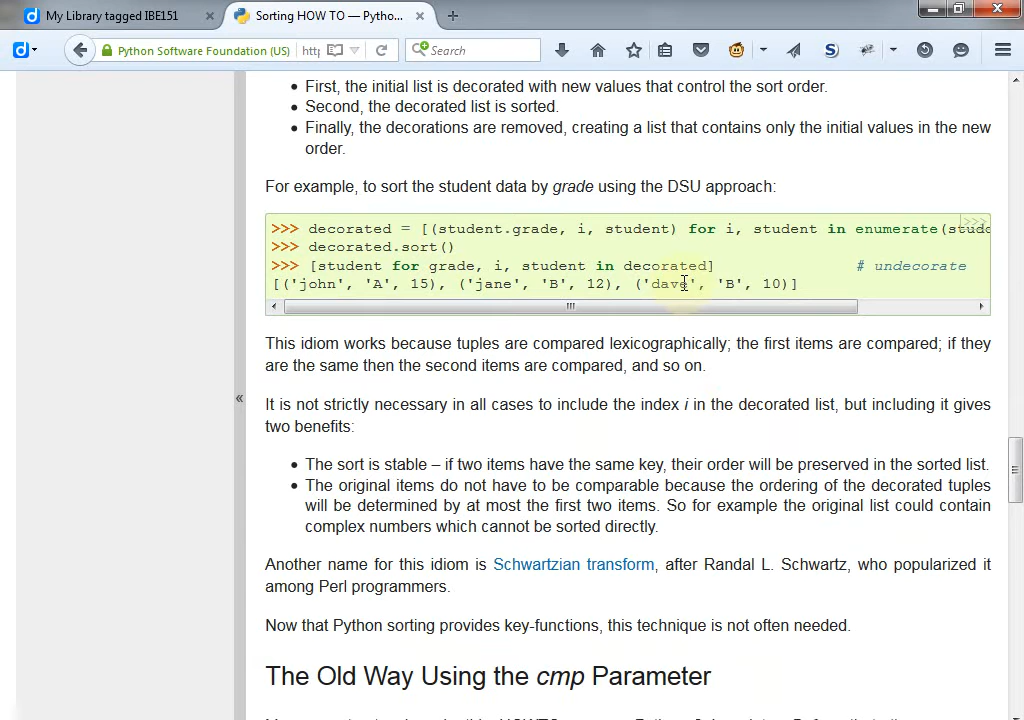 My Library tagged IBE151
Sorting HOW TO — Pytho...
Python Software Foundation (US)
Search
First, the initial list is decorated with new values that control the sort order.
Second, the decorated list is sorted.
Finally, the decorations are removed, creating a list that contains only the initial values in the new
order.
For example, to sort the student data by grade using the DSU approach:
>>>
>>> decorated = [(student.grade, i, student) for i, student in enumerate(stude
>>> decorated.sort()
>>> [student for grade, i, student in decorated] # undecorate
[('john', 'A', 15), ('jane', 'B', 12), ('dave', 'B', 10)]
This idiom works because tuples are compared lexicographically; the first items are compared; if they
are the same then the second items are compared, and so on.
It is not strictly necessary in all cases to include the index i in the decorated list, but including it gives
two benefits:
The sort is stable – if two items have the same key, their order will be preserved in the sorted list.
The original items do not have to be comparable because the ordering of the decorated tuples
will be determined by at most the first two items. So for example the original list could contain
complex numbers which cannot be sorted directly.
Another name for this idiom is Schwartzian transform, after Randal L. Schwartz, who popularized it
among Perl programmers.
Now that Python sorting provides key-functions, this technique is not often needed.
The Old Way Using the cmp Parameter